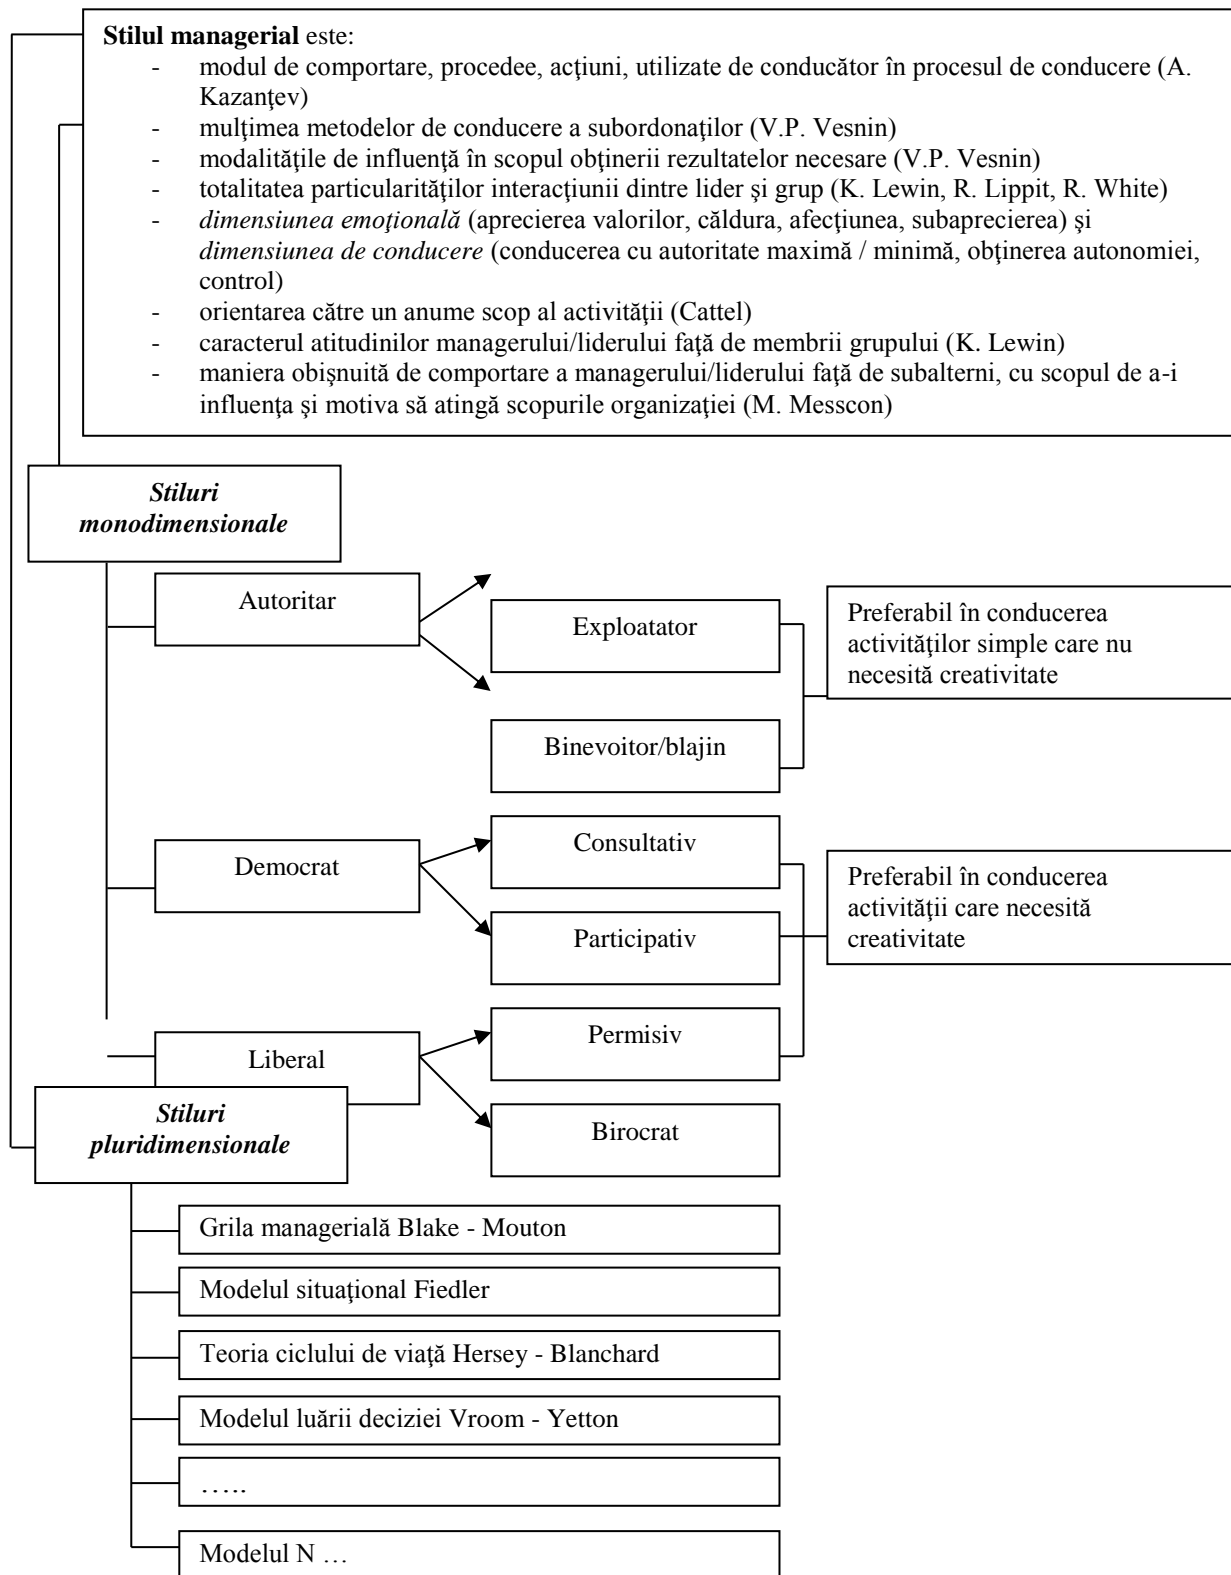 Stilul managerial este:
- modul de comportare, procedee, acţiuni, utilizate de conducător în procesul de conducere (A.
Kazanţev)
- mulţimea metodelor de conducere a subordonaţilor (V.P. Vesnin)
- modalităţile de influenţă în scopul obţinerii rezultatelor necesare (V.P. Vesnin)
- totalitatea particularităţilor interacţiunii dintre lider şi grup (K. Lewin, R. Lippit, R. White)
- dimensiunea emoţională (aprecierea valorilor, căldura, afecţiunea, subaprecierea) şi
dimensiunea de conducere (conducerea cu autoritate maximă / minimă, obţinerea autonomiei,
control)
- orientarea către un anume scop al activităţii (Cattel)
- caracterul atitudinilor managerului/liderului faţă de membrii grupului (K. Lewin)
- maniera obişnuită de comportare a managerului/liderului faţă de subalterni, cu scopul de a-i
influenţa şi motiva să atingă scopurile organizaţiei (M. Messcon)
Stiluri
monodimensionale
Autoritar
Exploatator
Binevoitor/blajin
Preferabil în conducerea
activităţilor simple care nu
necesită creativitate
Democrat
Consultativ
Participativ
Preferabil în conducerea
activităţii care necesită
creativitate
Liberal
Permisiv
Birocrat
Stiluri
pluridimensionale
Grila managerială Blake - Mouton
Modelul situaţional Fiedler
Teoria ciclului de viaţă Hersey - Blanchard
Modelul luării deciziei Vroom - Yetton
…..
Modelul N …